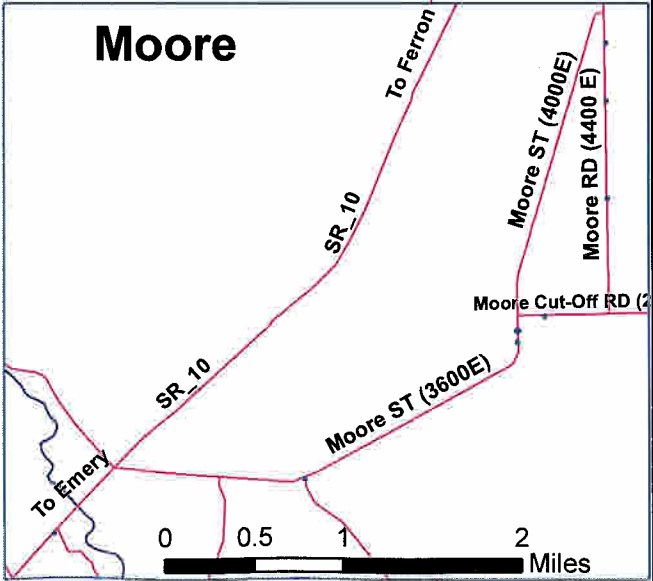 Moore
To Ferron
Moore ST (4000E)
Moore RD (4400 E)
SR_10
Moore Cut-Off RD (2
SR_10
Moore ST (3600E)
To Emery
0 0.5 1 2
Miles